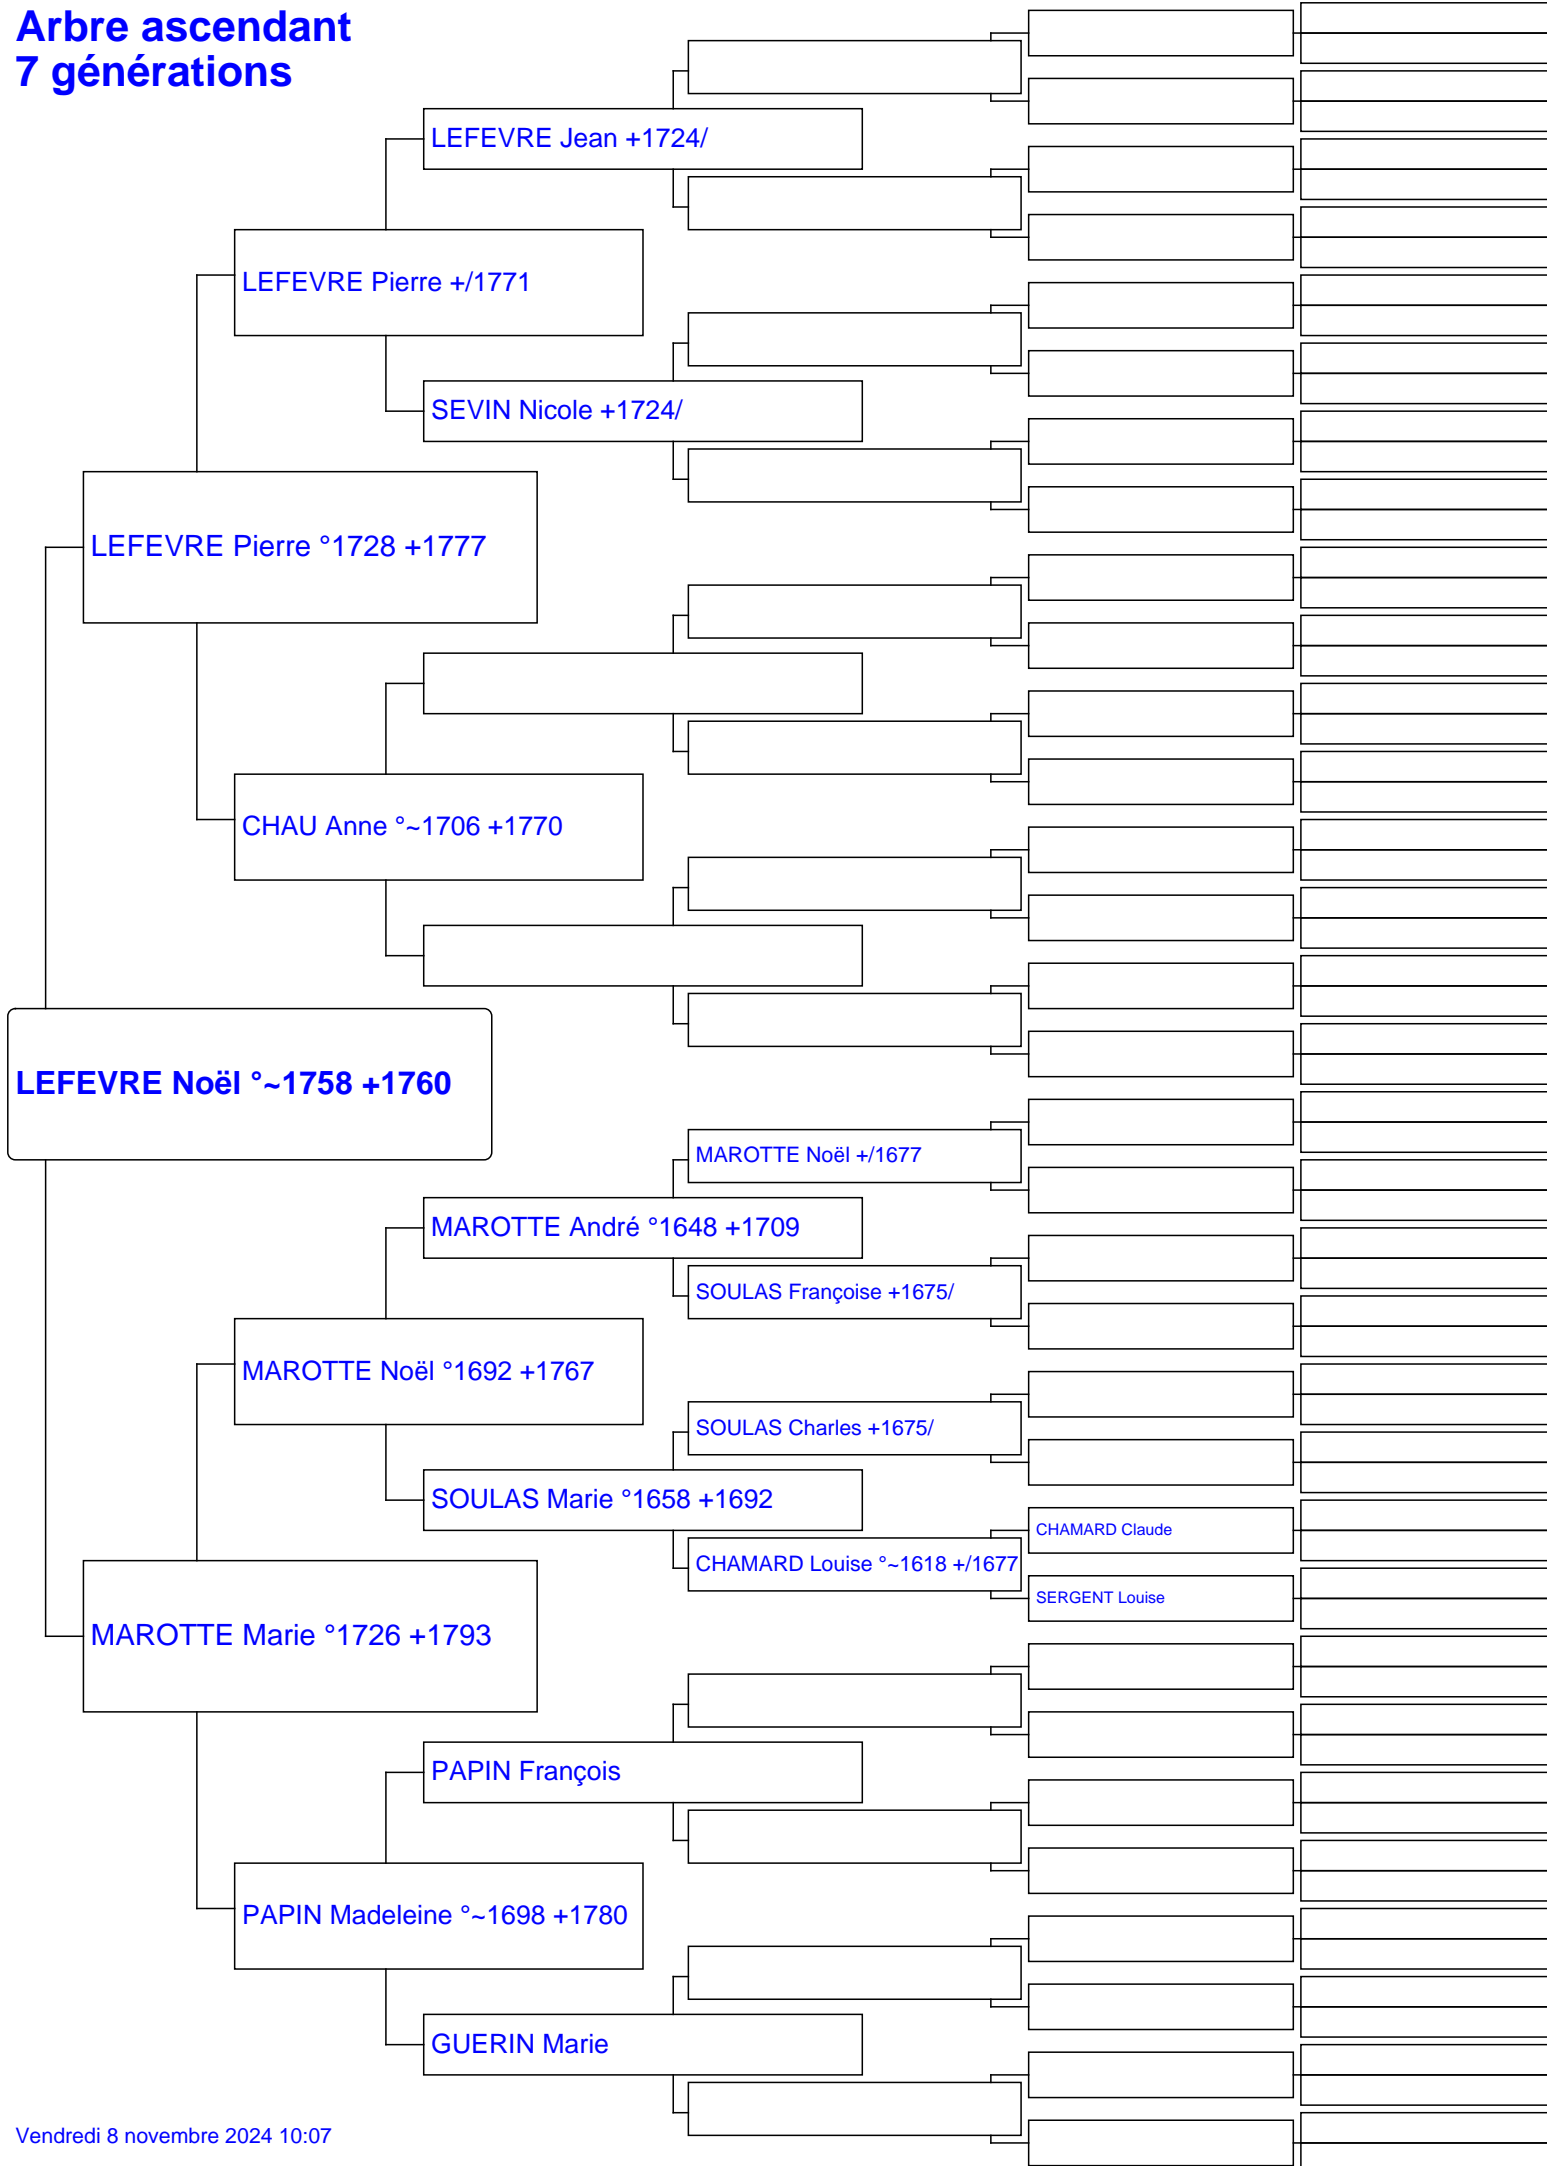 Arbre ascendant
7 générations
LEFEVRE Jean +1724/
LEFEVRE Pierre +/1771
SEVIN Nicole +1724/
LEFEVRE Pierre °1728 +1777
CHAU Anne °~1706 +1770
LEFEVRE Noël °~1758 +1760
MAROTTE Noël +/1677
MAROTTE André °1648 +1709
SOULAS Françoise +1675/
MAROTTE Noël °1692 +1767
SOULAS Charles +1675/
SOULAS Marie °1658 +1692
CHAMARD Claude
CHAMARD Louise °~1618 +/1677
SERGENT Louise
MAROTTE Marie °1726 +1793
PAPIN François
PAPIN Madeleine °~1698 +1780
GUERIN Marie
Vendredi 8 novembre 2024 10:07